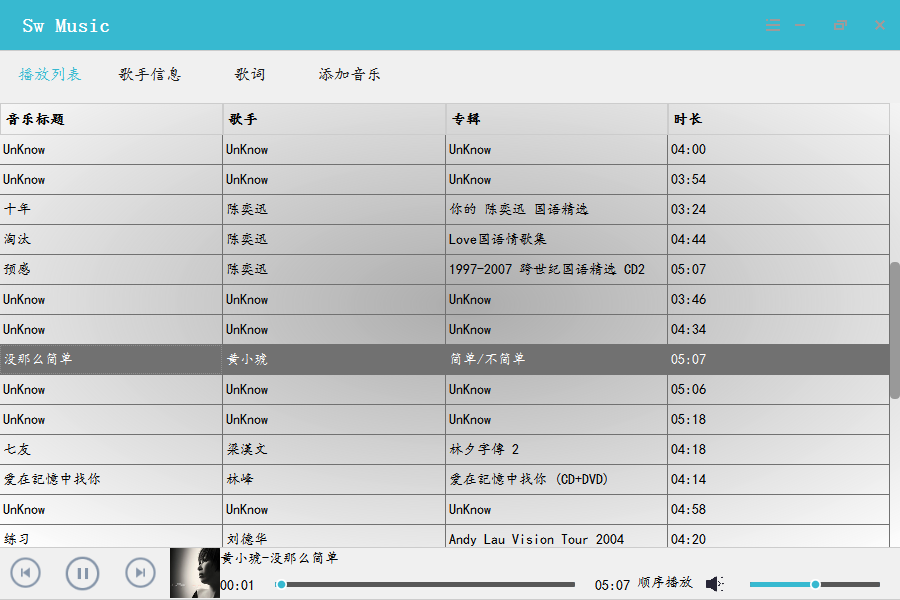 Sw Music
播放列表 歌手信息 歌词 添加音乐
音乐标题 歌手 专辑 时长
UnKnow UnKnow UnKnow 04:00
UnKnow UnKnow UnKnow 03:54
十年 陈奕迅 你的 陈奕迅 国语精选 03:24
淘汰 陈奕迅 Love国语情歌集 04:44
预感 陈奕迅 1997-2007 跨世纪国语精选 CD2 05:07
UnKnow UnKnow UnKnow 03:46
UnKnow UnKnow UnKnow 04:34
没那么简单 黄小琥 简单/不简单 05:07
UnKnow UnKnow UnKnow 05:06
UnKnow UnKnow UnKnow 05:18
七友 梁漢文 林夕字傳 2 04:18
爱在記憶中找你 林峰 爱在記憶中找你 (CD+DVD) 04:14
UnKnow UnKnow UnKnow 04:58
练习 刘德华 Andy Lau Vision Tour 2004 04:20
黄小琥-没那么简单
00:01 05:07 顺序播放